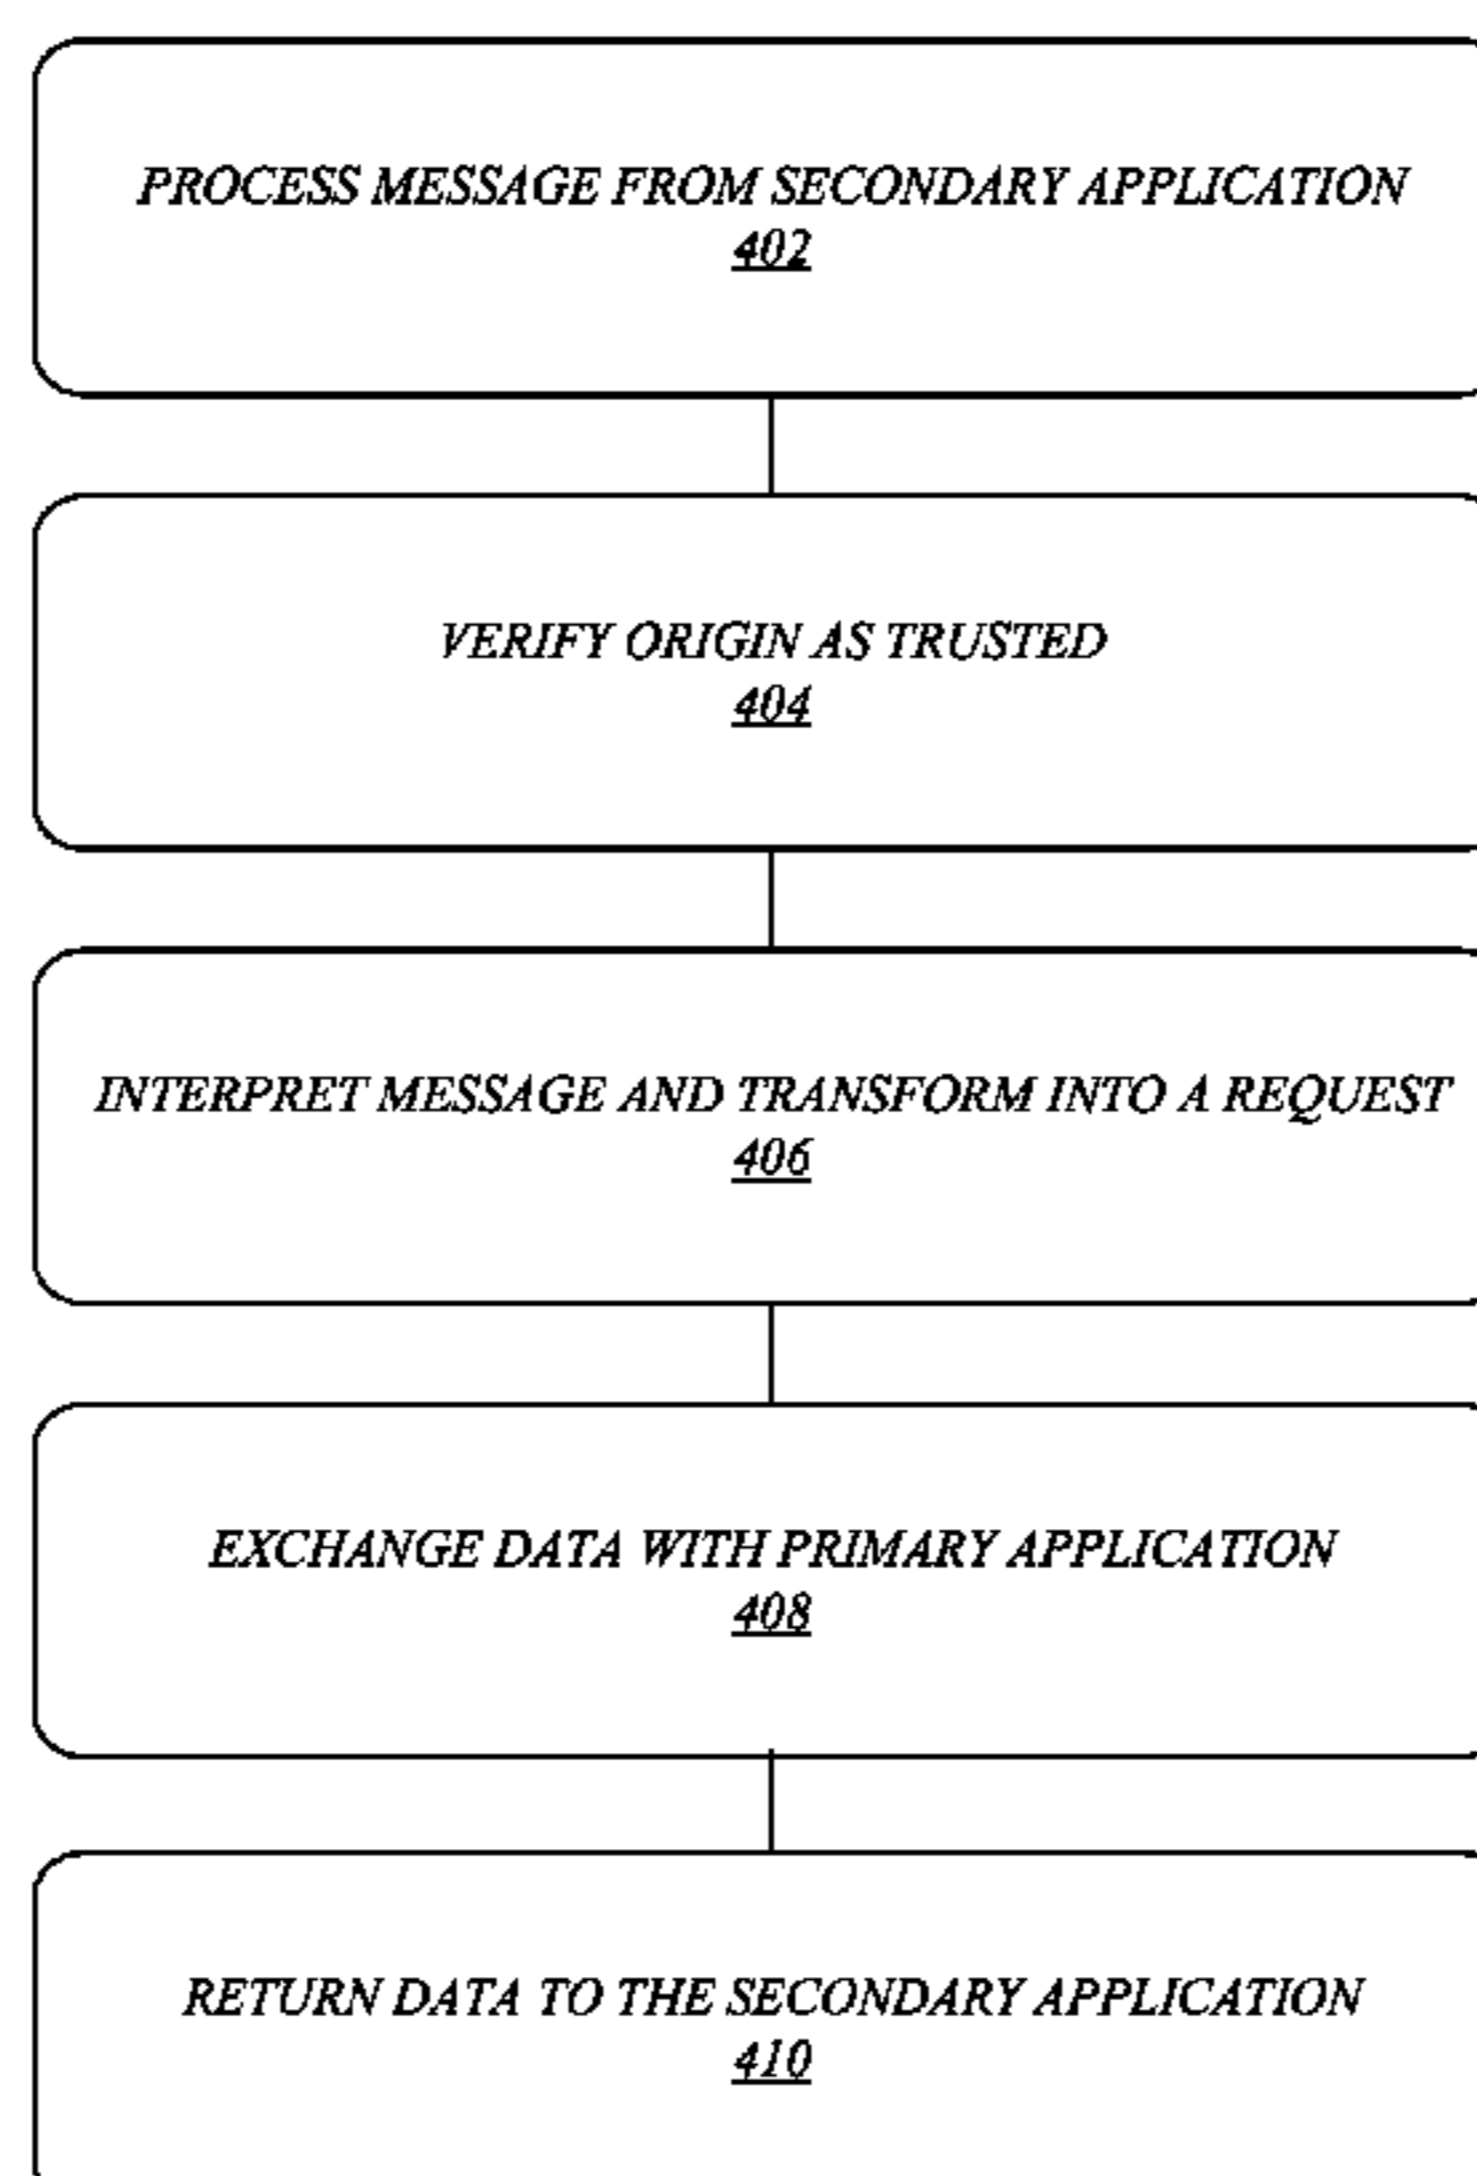 PROCESS MESSAGE FROM SECONDARY APPLICATION
402
VERIFY ORIGIN AS TRUSTED
404
INTERPRET MESSAGE AND TRANSFORM INTO A REQUEST
406
EXCHANGE DATA WITH PRIMARY APPLICATION
408
RETURN DATA TO THE SECONDARY APPLICATION
410